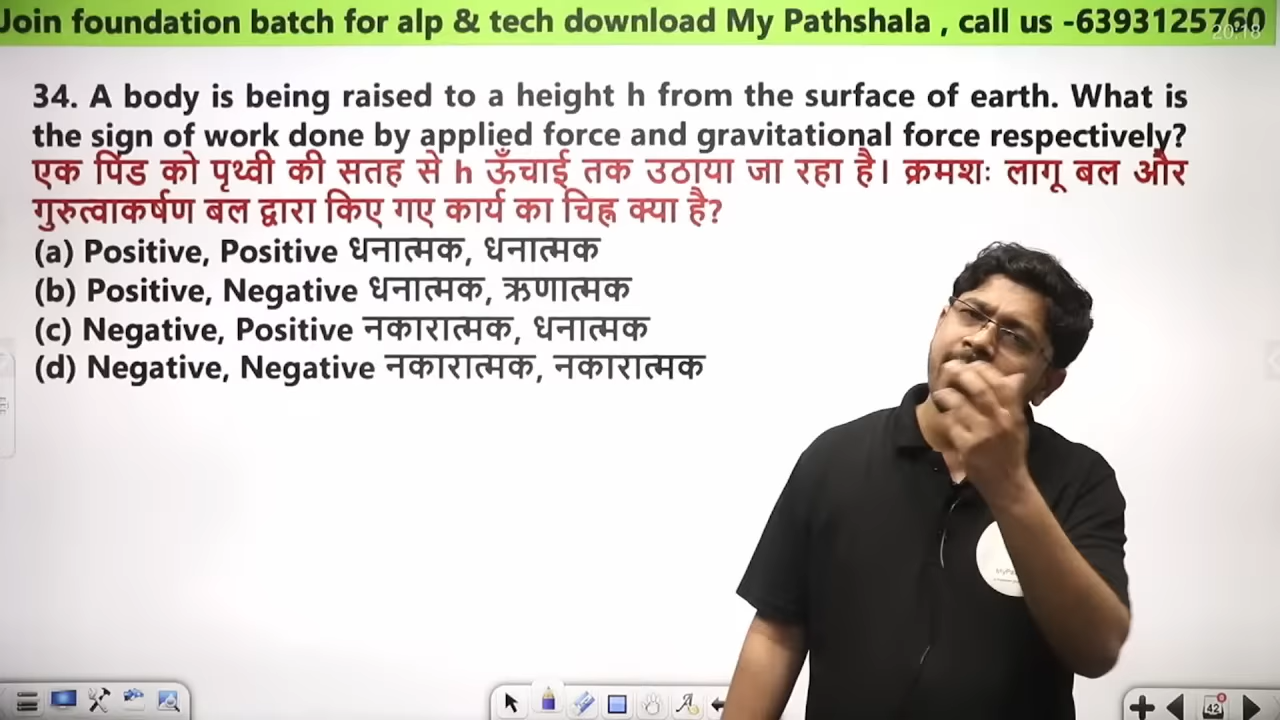 Join foundation batch for alp & tech download My Pathshala , call us -6393125760
20:18
34. A body is being raised to a height h from the surface of earth. What is
the sign of work done by applied force and gravitational force respectively?
एक पिंड को पृथ्वी की सतह से h ऊँचाई तक उठाया जा रहा है। क्रमशः लागू बल और
गुरुत्वाकर्षण बल द्वारा किए गए कार्य का चिह्न क्या है?
(a) Positive, Positive धनात्मक, धनात्मक
(b) Positive, Negative धनात्मक, ऋणात्मक
(c) Negative, Positive नकारात्मक, धनात्मक
(d) Negative, Negative नकारात्मक, नकारात्मक
42